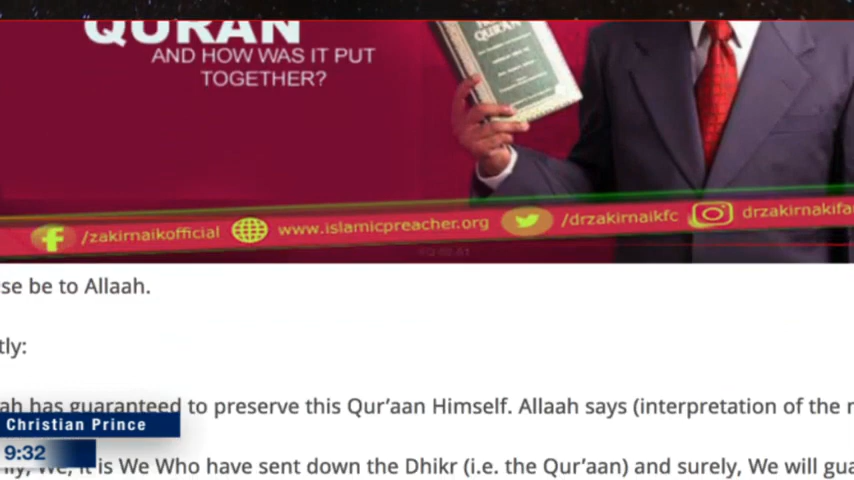 QURAN
AND HOW WAS IT PUT
TOGETHER?
QURAN
/zakirnaikofficial
www.islamicpreacher.org
/drzakirnaikfc
drzakirnakifa
se be to Allaah.
tly:
ah has guaranteed to preserve this Qur'aan Himself. Allaah says (interpretation of the
Christian Prince
9:32
We, it is We Who have sent down the Dhikr (i.e. the Qur'aan) and surely, We will gua